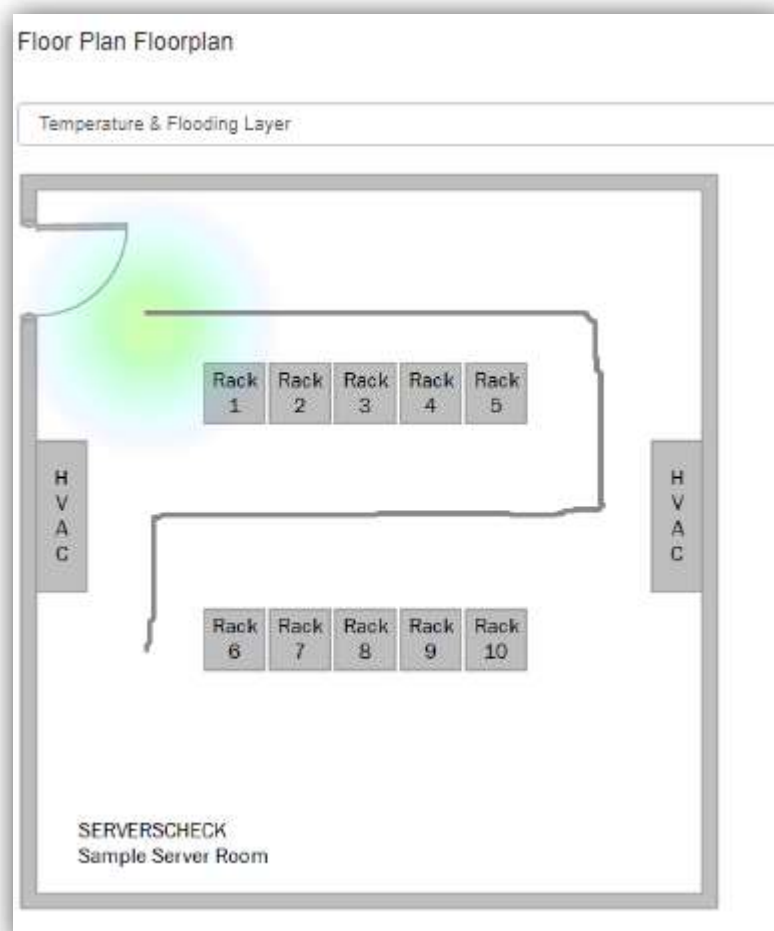 Floor Plan Floorplan
Temperature & Flooding Layer
Rack Rack Rack Rack Rack
1 2 3 4 5
H
V
A
C
H
V
A
C
Rack Rack Rack Rack Rack
6 7 8 9 10
SERVERSCHECK
Sample Server Room